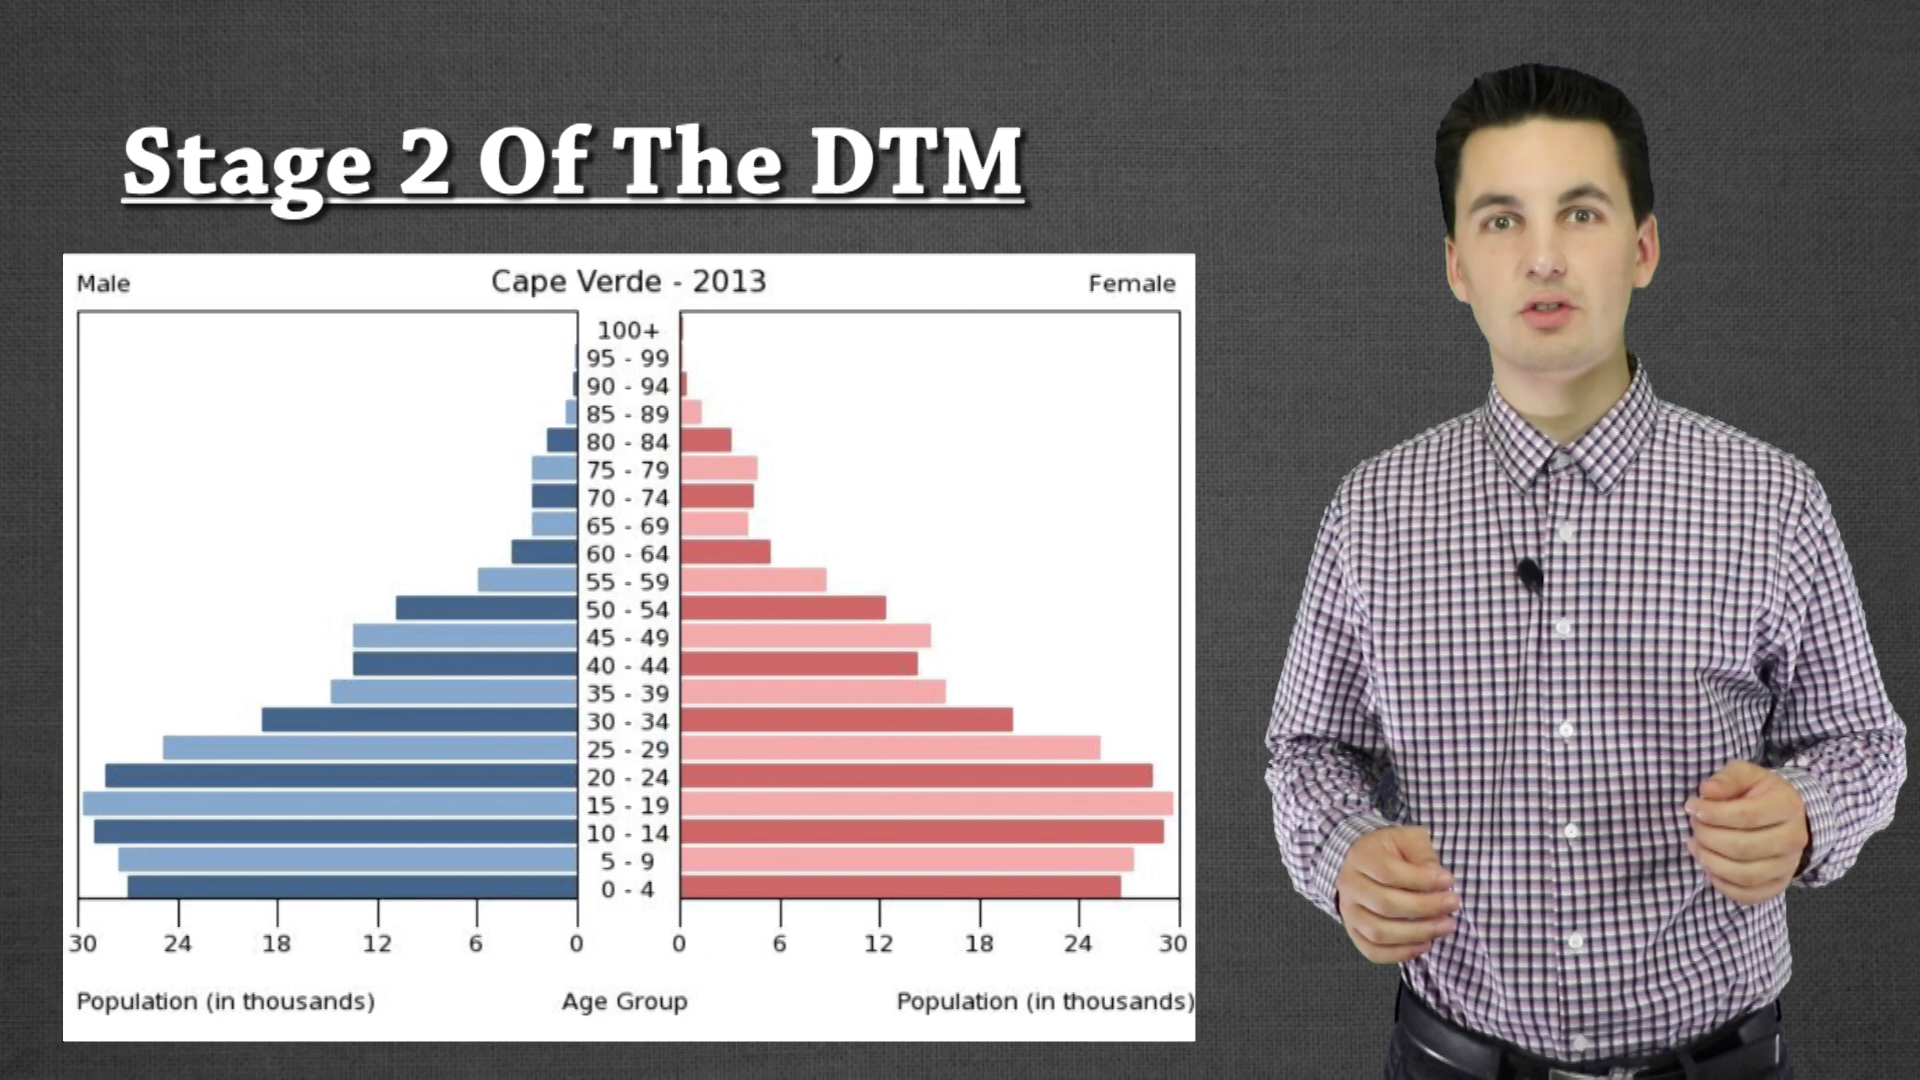 Stage 2 Of The DTM
Male Cape Verde - 2013 Female
100+
95 - 99
90 - 94
85 - 89
80 - 84
75 - 79
70 - 74
65 - 69
60 - 64
55 - 59
50 - 54
45 - 49
40 - 44
35 - 39
30 - 34
25 - 29
20 - 24
15 - 19
10 - 14
5 - 9
0 - 4
30 24 18 12 6 0 0 6 12 18 24 30
Population (in thousands) Age Group Population (in thousands)